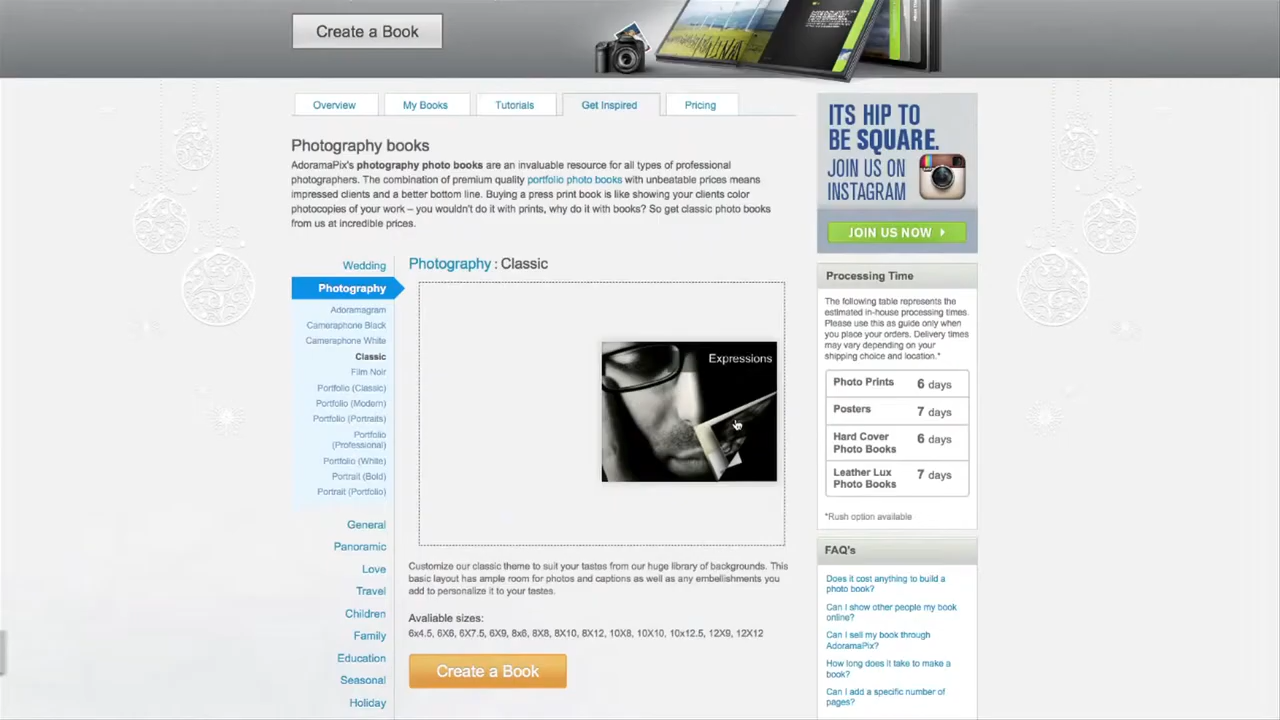 Create a Book
Overview
My Books
Tutorials
Get Inspired
Pricing
Photography books
AdoramaPix's photography photo books are an invaluable resource for all types of professional
photographers. The combination of premium quality portfolio photo books with unbeatable prices means
impressed clients and a better bottom line. Buying a press print book is like showing your clients color
photocopies of your work – you wouldn't do it with prints, why do it with books? So get classic photo books
from us at incredible prices.
Wedding
Photography
Adoramagram
Cameraphone Black
Cameraphone White
Classic
Film Noir
Portfolio (Classic)
Portfolio (Modern)
Portfolio (Portraits)
Portfolio
(Professional)
Portfolio (White)
Portrait (Bold)
Portrait (Portfolio)
General
Panoramic
Love
Travel
Children
Family
Education
Seasonal
Holiday
Photography : Classic
Expressions
Customize our classic theme to suit your tastes from our huge library of backgrounds. This
basic layout has ample room for photos and captions as well as any embellishments you
add to personalize it to your tastes.
Available sizes:
6x4.5, 6X6, 6X7.5, 6X9, 8x6, 8X8, 8X10, 8X12, 10X8, 10X10, 10x12.5, 12X9, 12X12
Create a Book
ITS HIP TO
BE SQUARE.
JOIN US ON
INSTAGRAM
JOIN US NOW
Processing Time
The following table represents the
estimated in-house processing times.
Please use this as guide only when
you place your orders. Delivery times
may vary depending on your
shipping choice and location.*
Photo Prints 6 days
Posters 7 days
Hard Cover
Photo Books 6 days
Leather Lux
Photo Books 7 days
*Rush option available
FAQ's
Does it cost anything to build a
photo book?
Can I show other people my book
online?
Can I sell my book through
AdoramaPix?
How long does it take to make a
book?
Can I add a specific number of
pages?